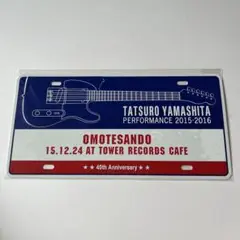 TATSURO YAMASHITA
PERFORMANCE 2015-2016
OMOTESANDO
15.12.24 AT TOWER RECORDS CAFE
★ ★ 40th Anniversary ★ ★